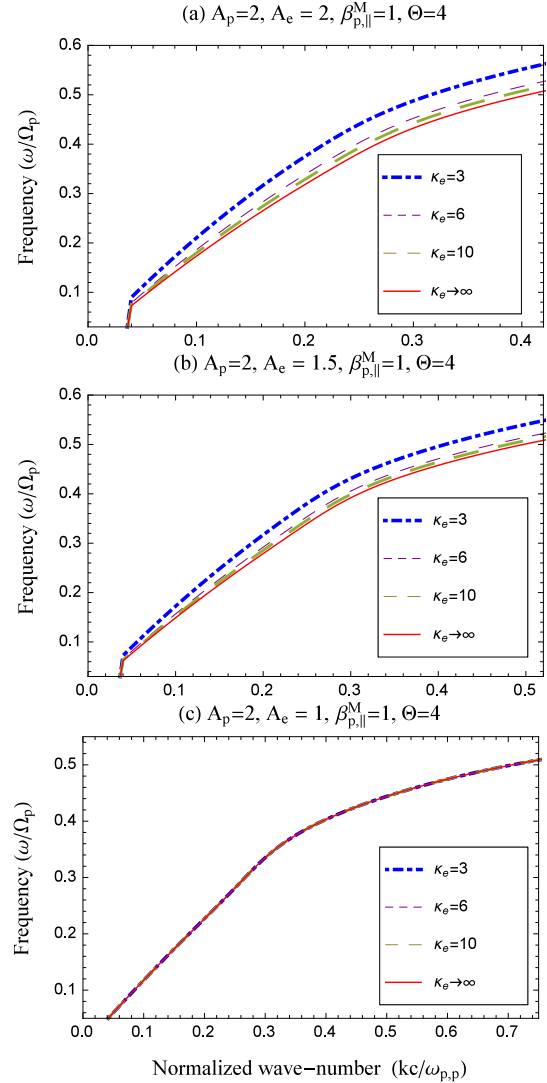 (a) A_p=2, A_e = 2, β^M_{p,∥}=1, Θ=4
0.6
0.5
0.4
0.3
0.2
0.1
Frequency (ω/Ω_p)
κ_e=3
κ_e=6
κ_e=10
κ_e→∞
0.0 0.1 0.2 0.3 0.4
(b) A_p=2, A_e = 1.5, β^M_{p,∥}=1, Θ=4
0.6
0.5
0.4
0.3
0.2
0.1
Frequency (ω/Ω_p)
κ_e=3
κ_e=6
κ_e=10
κ_e→∞
0.0 0.1 0.2 0.3 0.4 0.5
(c) A_p=2, A_e = 1, β^M_{p,∥}=1, Θ=4
0.5
0.4
0.3
0.2
0.1
Frequency (ω/Ω_p)
κ_e=3
κ_e=6
κ_e=10
κ_e→∞
0.0 0.1 0.2 0.3 0.4 0.5 0.6 0.7
Normalized wave−number (kc/ω_{p,p})